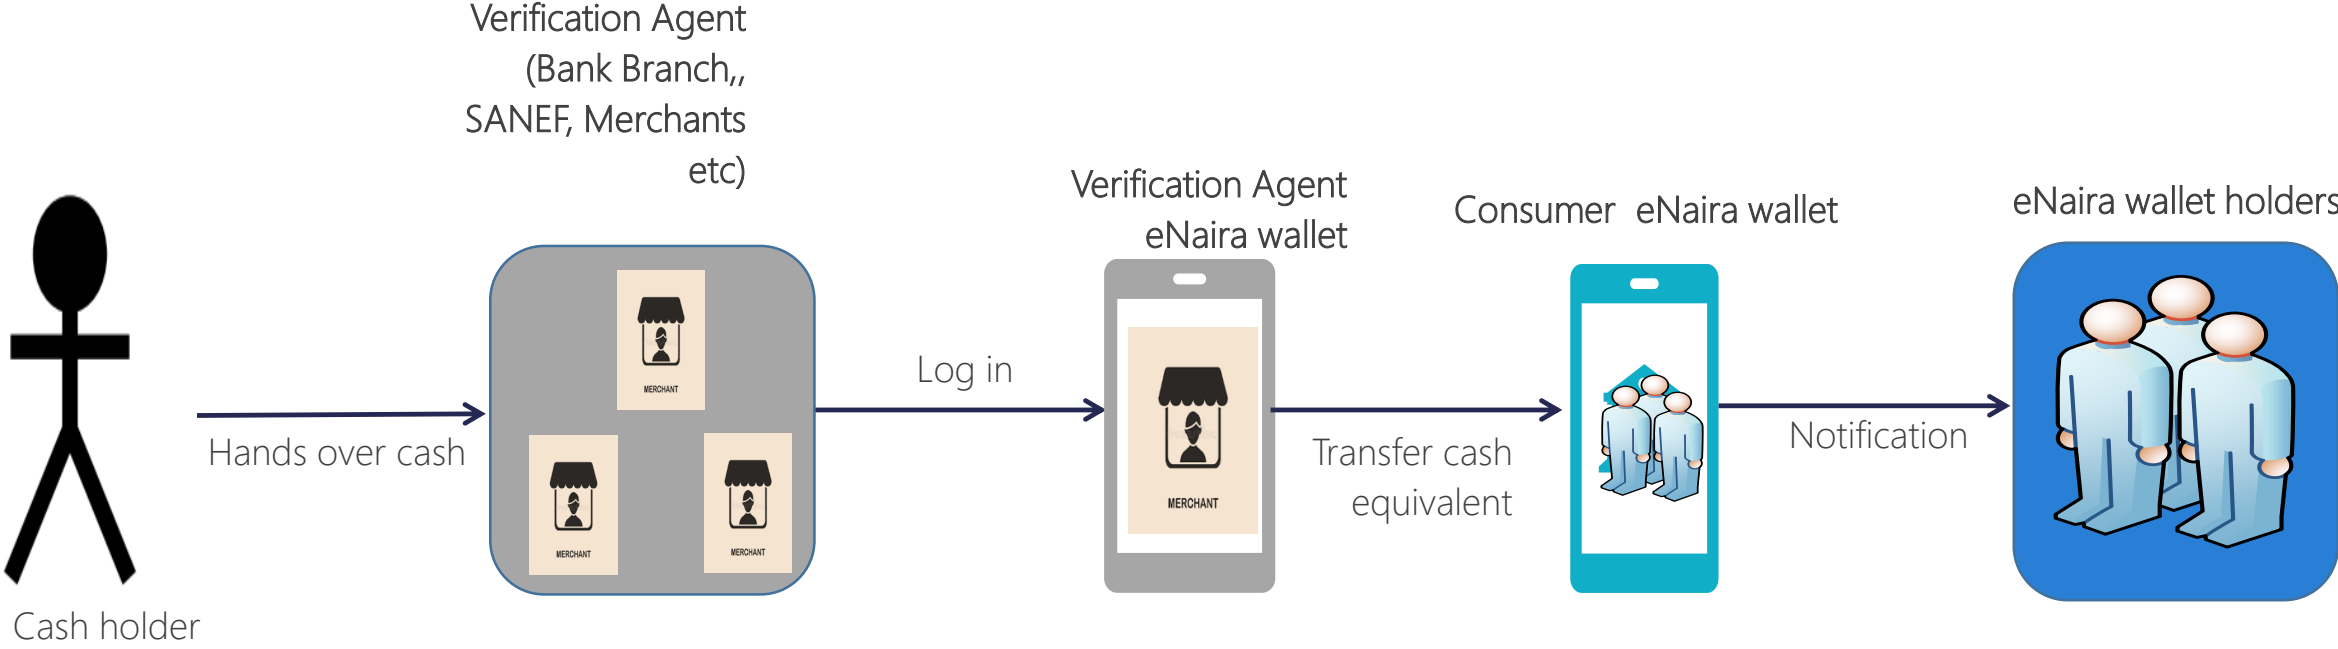 Verification Agent
(Bank Branch,,
SANEF, Merchants
etc)
Verification Agent
eNaira wallet
Consumer eNaira wallet
eNaira wallet holders
MERCHANT
MERCHANT
MERCHANT
MERCHANT
Log in
Hands over cash
Transfer cash
equivalent
Notification
Cash holder